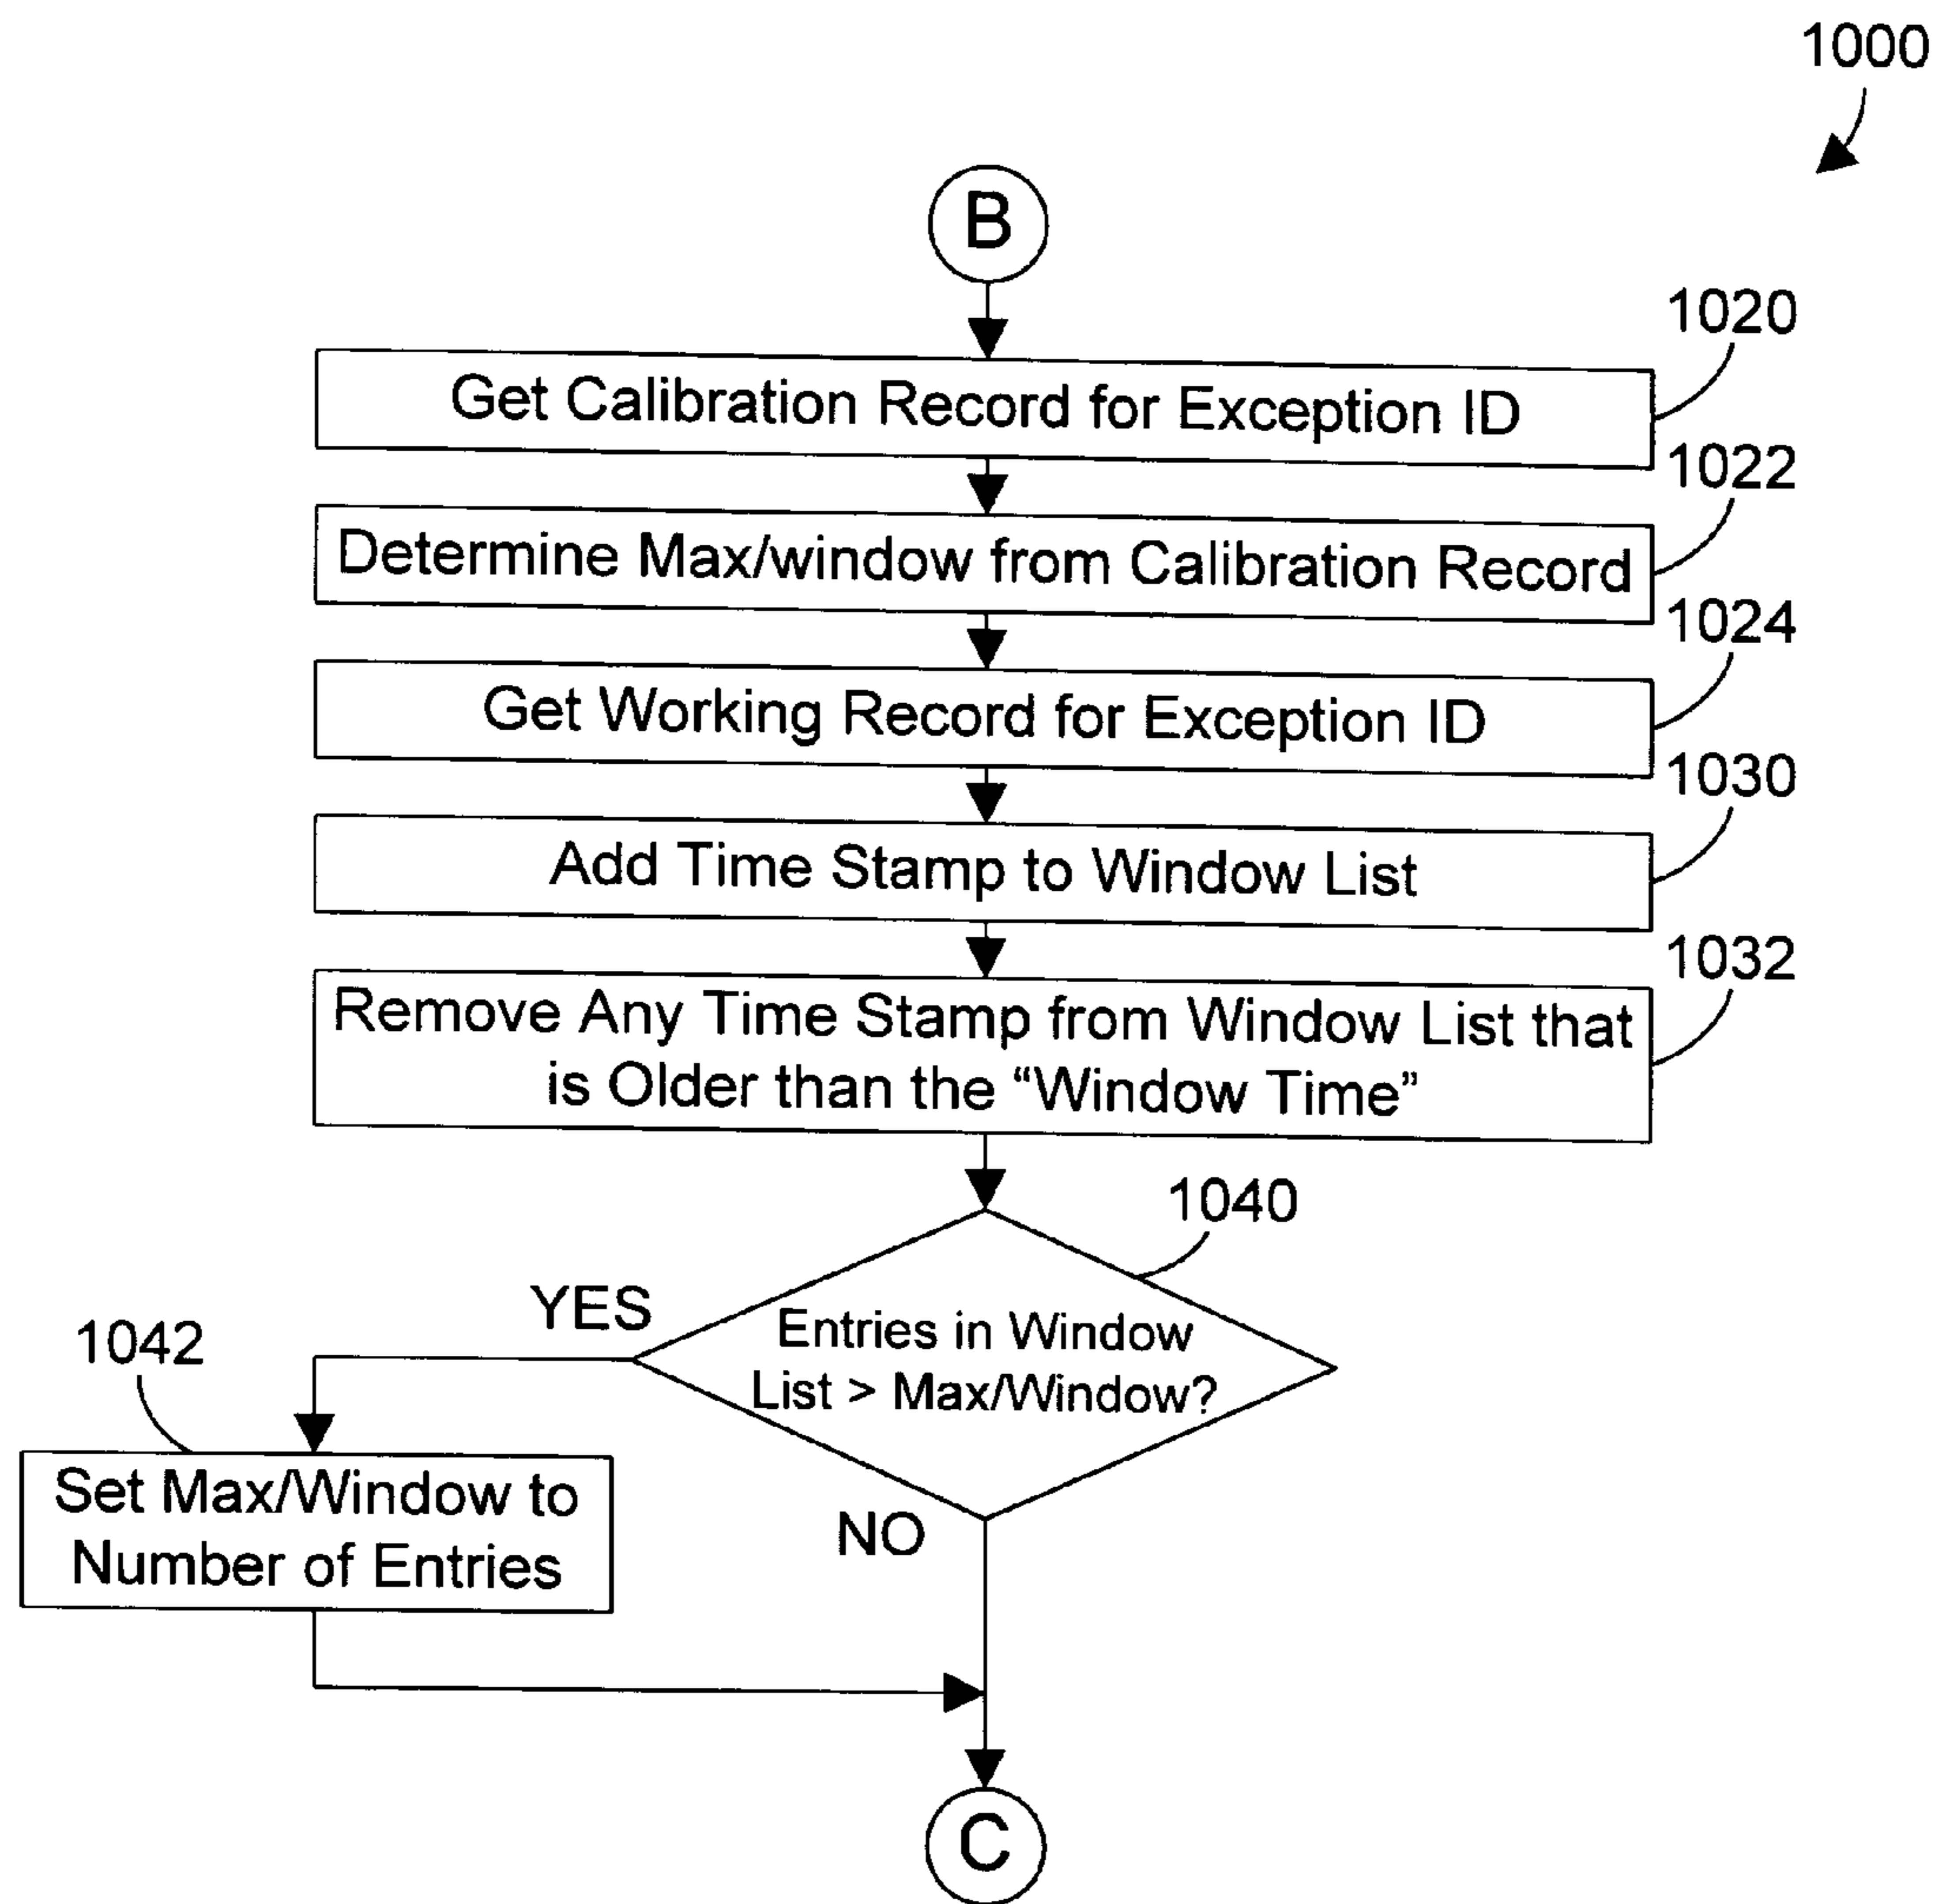 1000
B
1020
Get Calibration Record for Exception ID
1022
Determine Max/window from Calibration Record
1024
Get Working Record for Exception ID
1030
Add Time Stamp to Window List
1032
Remove Any Time Stamp from Window List that
is Older than the “Window Time”
1040
YES
Entries in Window
List > Max/Window?
1042
Set Max/Window to
Number of Entries
NO
C